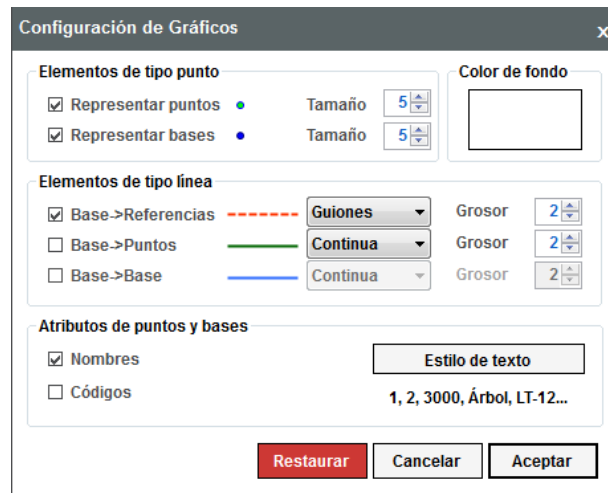 Configuración de Gráficos x
Elementos de tipo punto
Representar puntos Tamaño 5
Representar bases Tamaño 5
Color de fondo
Elementos de tipo línea
Base->Referencias Guiones Grosor 2
Base->Puntos Continua Grosor 2
Base->Base Continua Grosor 2
Atributos de puntos y bases
Nombres Estilo de texto
Códigos 1, 2, 3000, Árbol, LT-12...
Restaurar Cancelar Aceptar